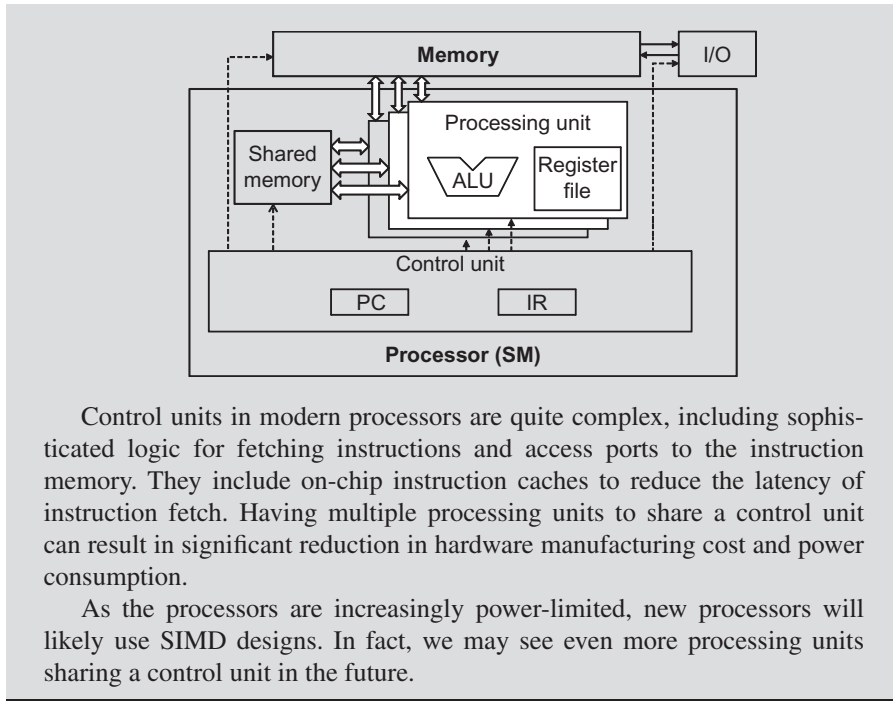 Memory
I/O
Processing unit
Shared
memory
ALU
Register
file
Control unit
PC
IR
Processor (SM)
Control units in modern processors are quite complex, including sophis-
ticated logic for fetching instructions and access ports to the instruction
memory. They include on-chip instruction caches to reduce the latency of
instruction fetch. Having multiple processing units to share a control unit
can result in significant reduction in hardware manufacturing cost and power
consumption.
As the processors are increasingly power-limited, new processors will
likely use SIMD designs. In fact, we may see even more processing units
sharing a control unit in the future.